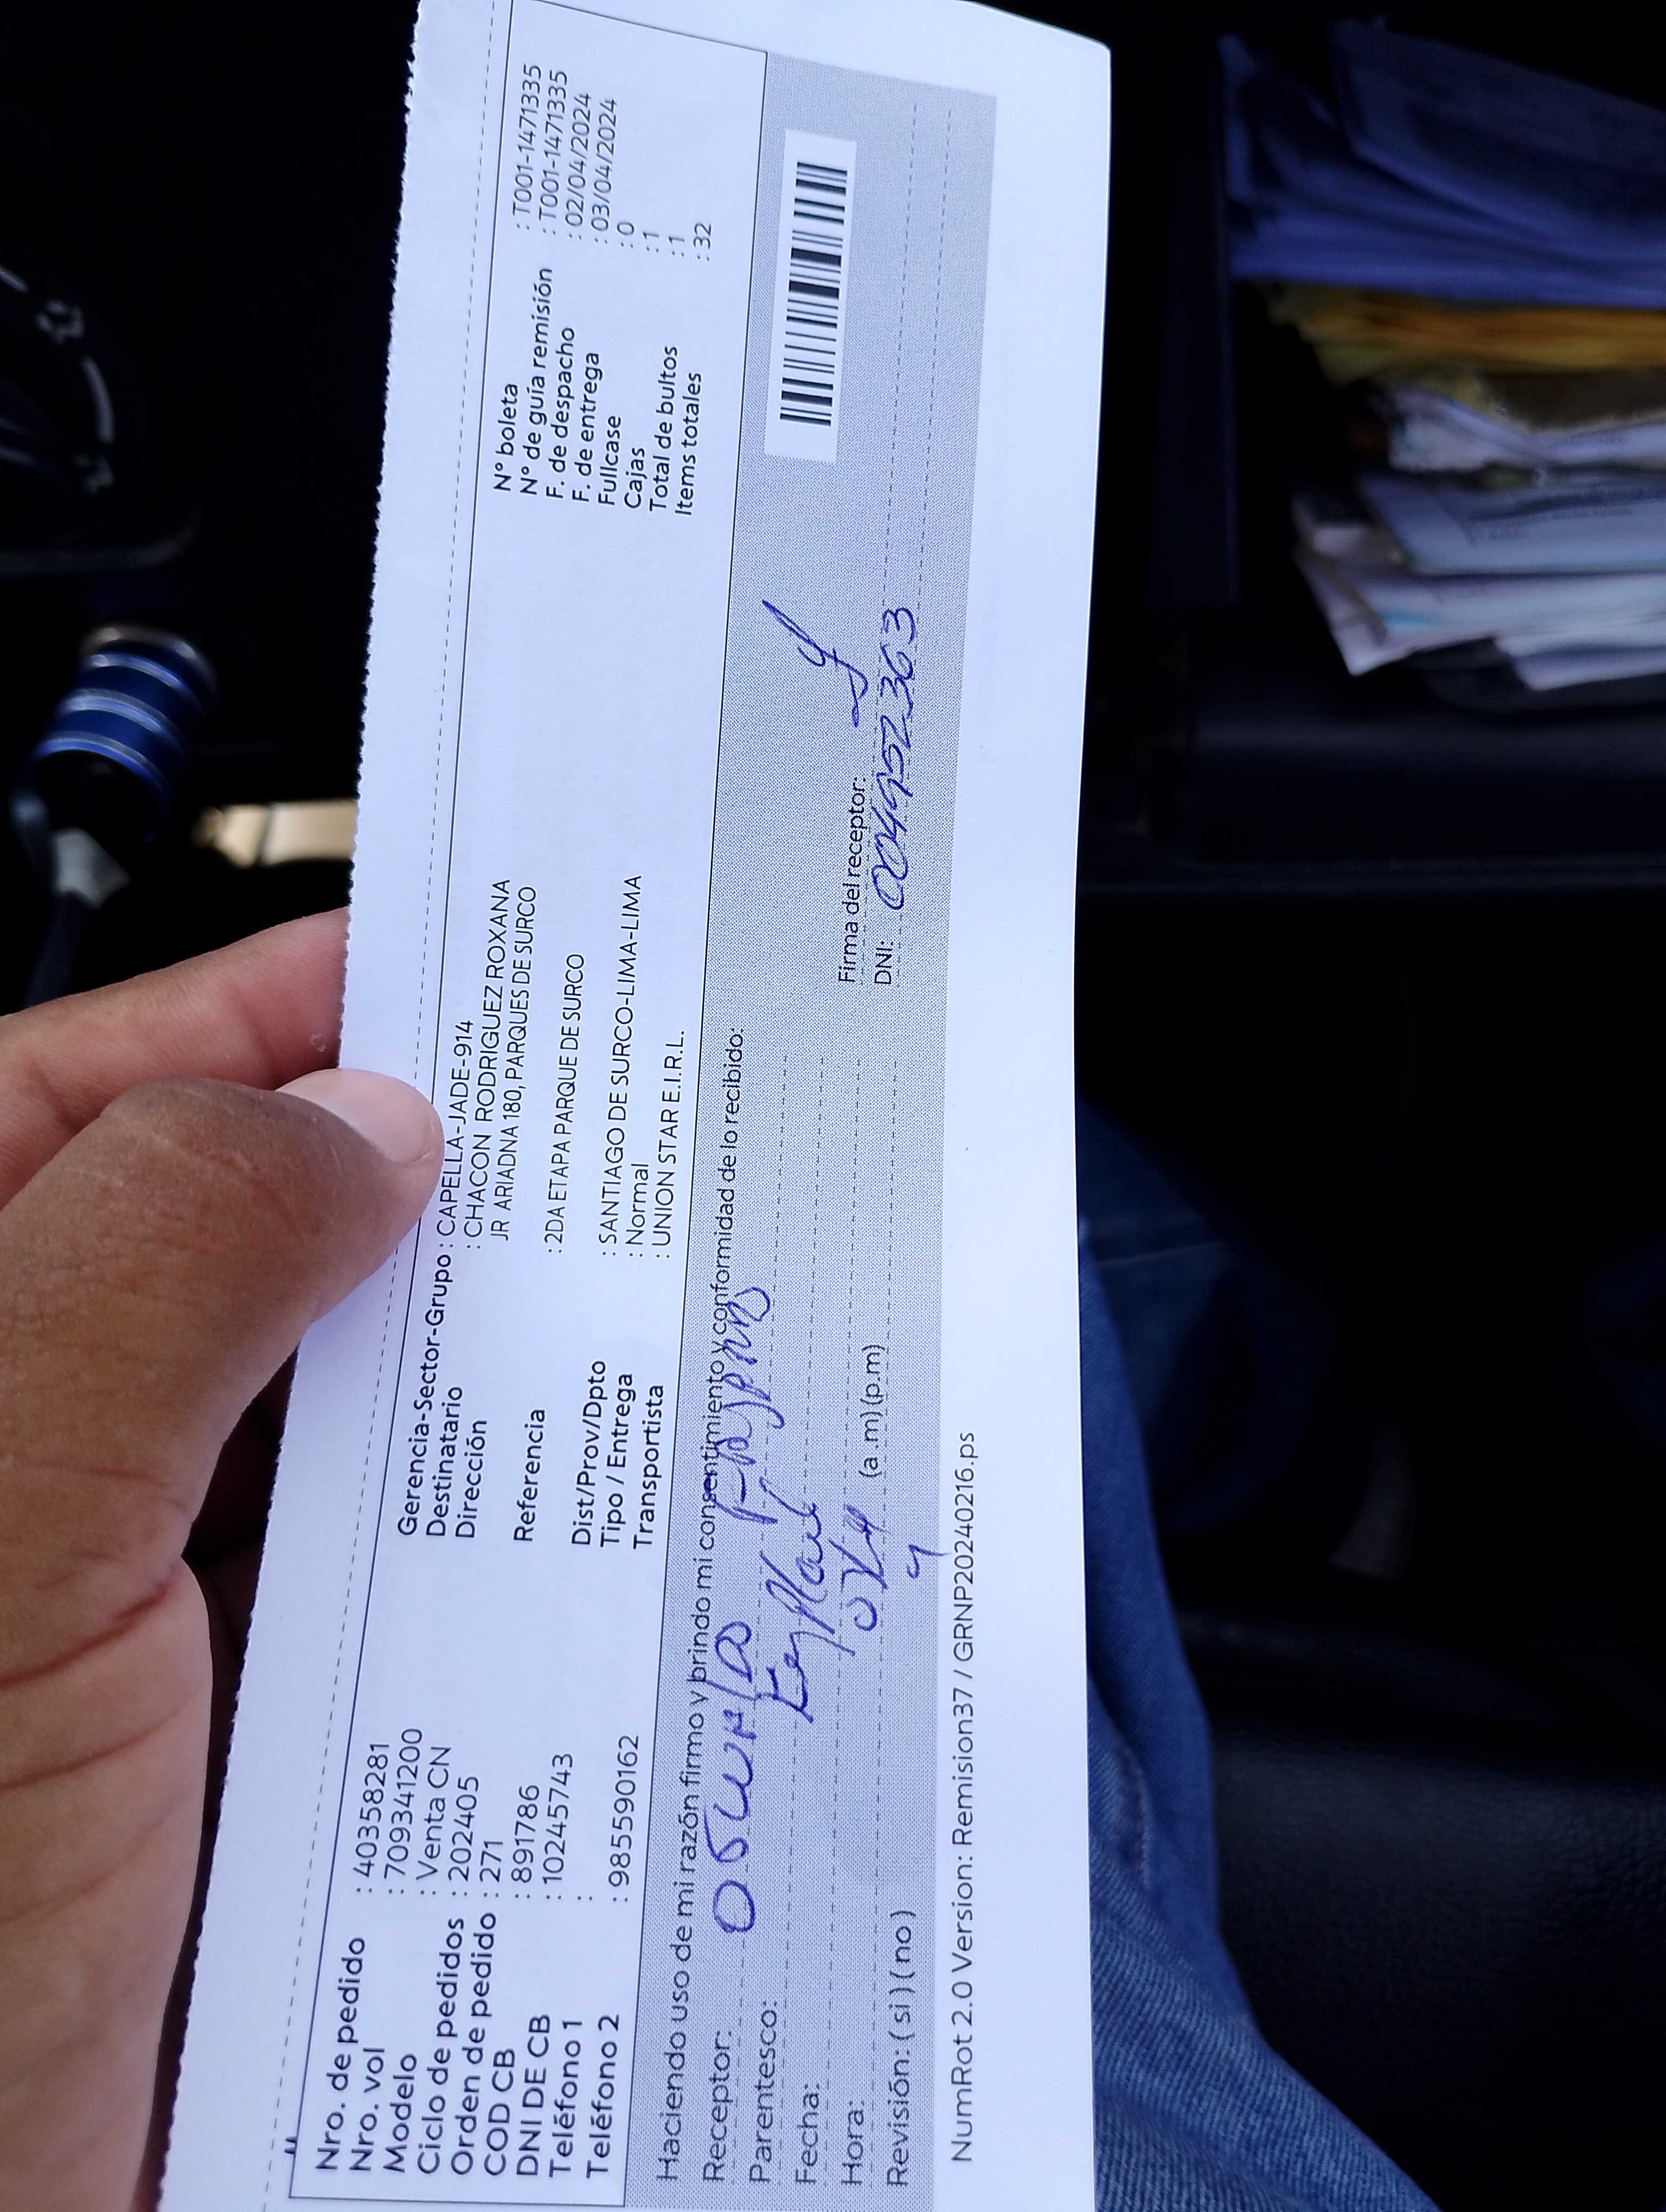 Nro. de pedido : 403358281
Nro. vol : 7093941200
Modelo : Venta CN
Ciclo de pedidos : 202405
Orden de pedido : 271
COD CB : 891786
DNI DE CB : 10245743
Teléfono 1 :
Teléfono 2 : 985590162
Gerencia-Sector-Grupo : CAPELLA-JADE-914
Destinatario : CHACON RODRIGUEZ ROXANA
Dirección JR ARIADNA 180, PARQUES DE SURCO
Referencia : 2DA ETAPA PARQUE DE SURCO
Dist/Prov/Dpto : SANTIAGO DE SURCO-LIMA-LIMA
Tipo / Entrega : Normal
Transportista : UNION STAR E.I.R.L.
N° boleta : T001-1471335
N° de guía remisión : T001-1471335
F. de despacho : 02/04/2024
F. de entrega : 03/04/2024
Fullcase : 0
Cajas : 1
Total de bultos : 1
Items totales : 32
Haciendo uso de mi razón firmo y brindo mi consentimiento y conformidad de lo recibido:
Receptor:
Parentesco:
Fecha:
Hora: (a.m) (p.m)
Revisión: ( si ) ( no )
Firma del receptor:
DNI:
NumRot 2.0 Version: Remision37 / GRNP20240216.ps